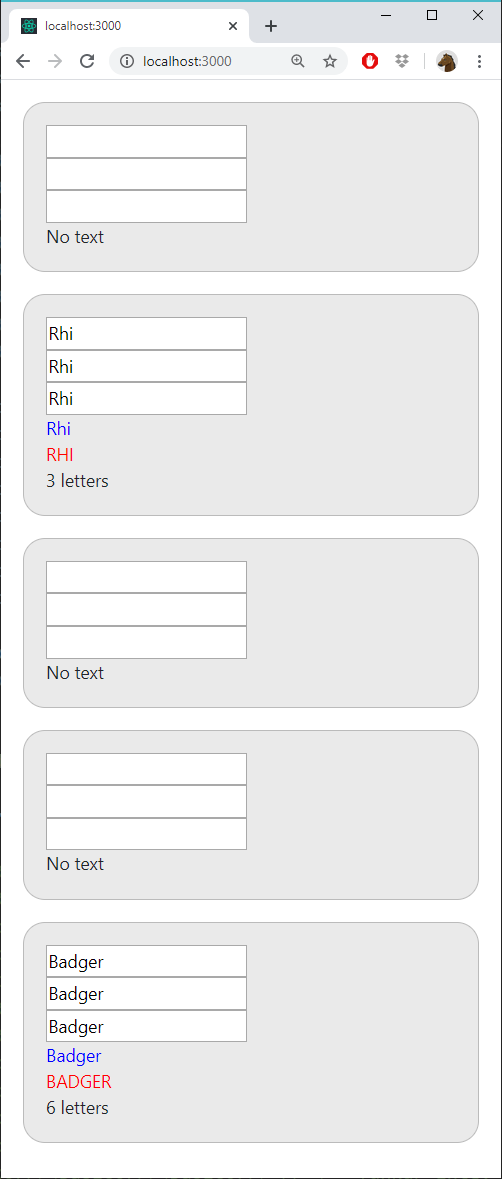 localhost:3000
localhost:3000
No text
Rhi
Rhi
Rhi
Rhi
RHI
3 letters
No text
No text
Badger
Badger
Badger
Badger
BADGER
6 letters